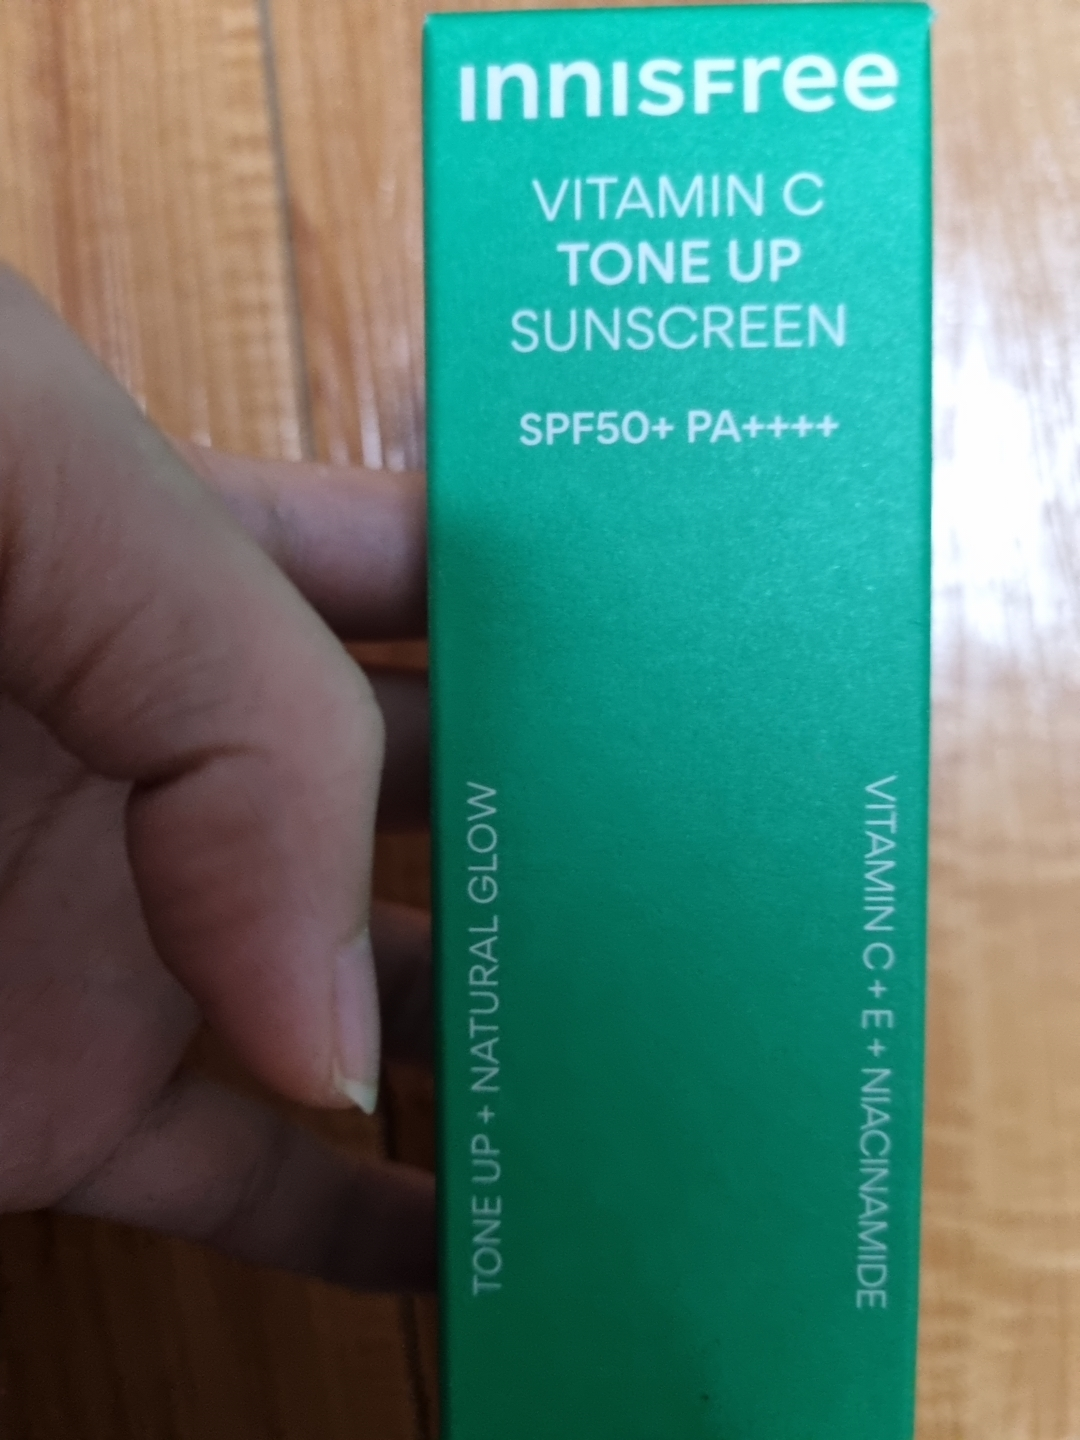 innisfree
VITAMIN C
TONE UP
SUNSCREEN
SPF50+ PA++++
TONE UP + NATURAL GLOW
VITAMIN C + E + NIACINAMIDE